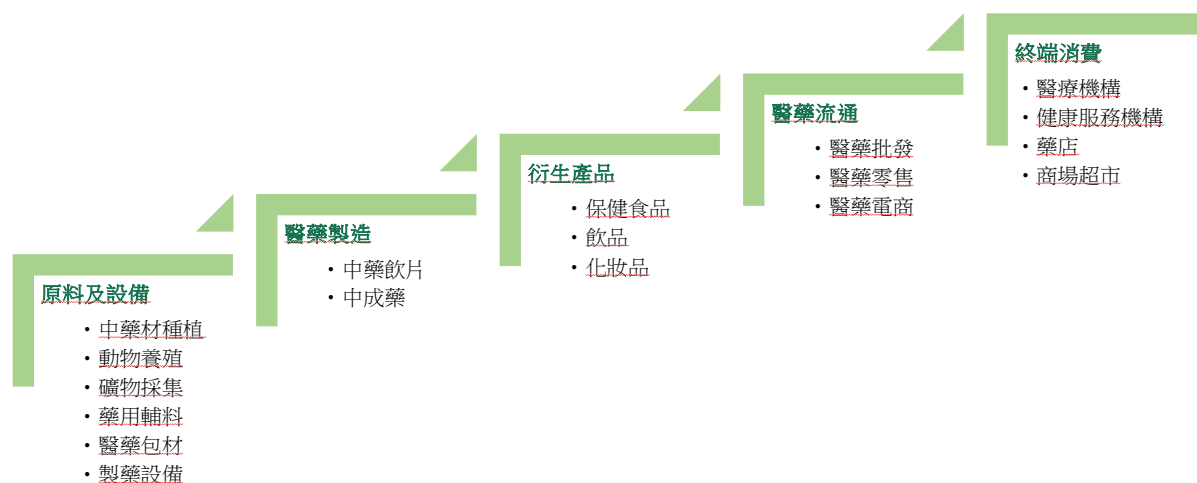 原料及設備
• 中藥材種植
• 動物養殖
• 礦物採集
• 藥用輔料
• 醫藥包材
• 製藥設備
醫藥製造
• 中藥飲片
• 中成藥
衍生產品
• 保健食品
• 飲品
• 化妝品
醫藥流通
• 醫藥批發
• 醫藥零售
• 醫藥電商
終端消費
• 醫療機構
• 健康服務機構
• 藥店
• 商場超市